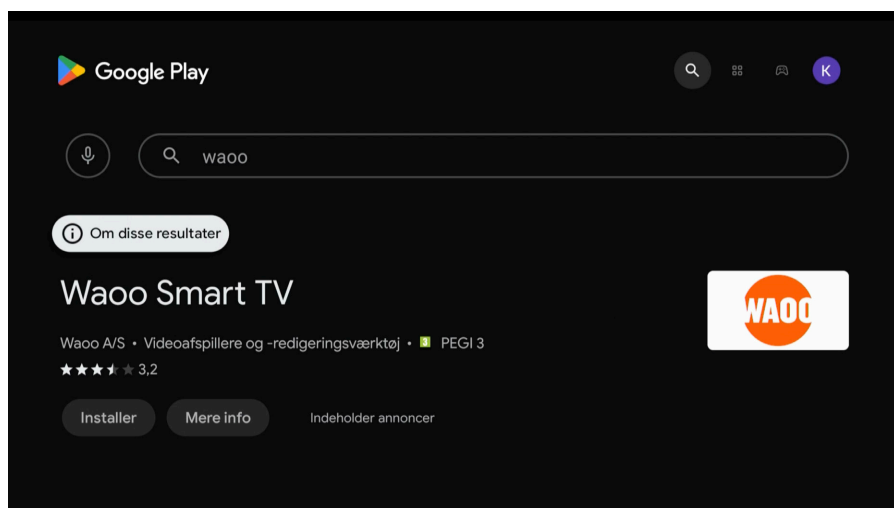 Google Play
K
waoo
Om disse resultater
Waoo Smart TV
WAOO
Waoo A/S • Videoafspillere og -redigeringsværktøj • 3 PEGI 3
3,2
Installer
Mere info
Indeholder annoncer